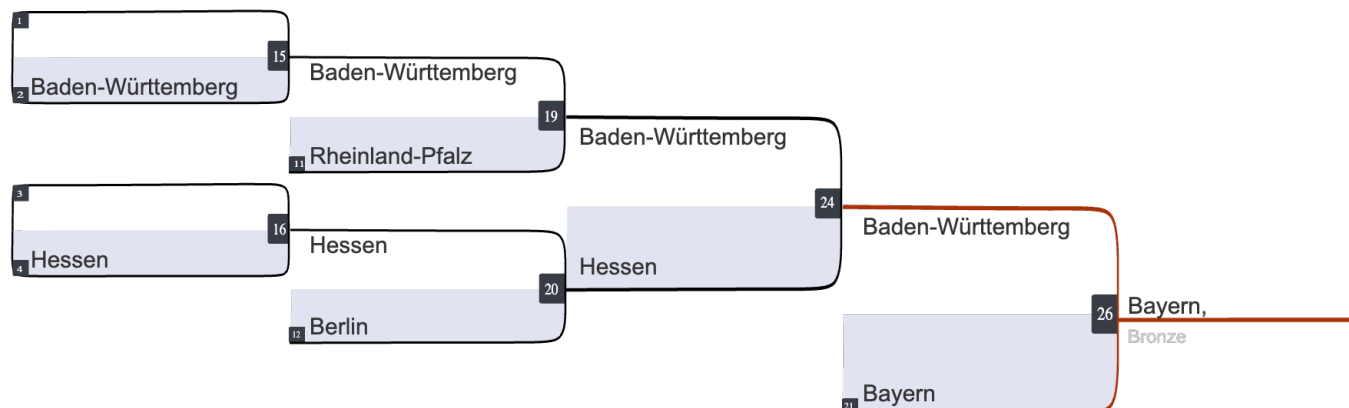 1
15
2 Baden-Württemberg
Baden-Württemberg
19
11 Rheinland-Pfalz
Baden-Württemberg
3
16
4 Hessen
Hessen
20
12 Berlin
24
Hessen
Baden-Württemberg
26
Bayern,
Bronze
21 Bayern